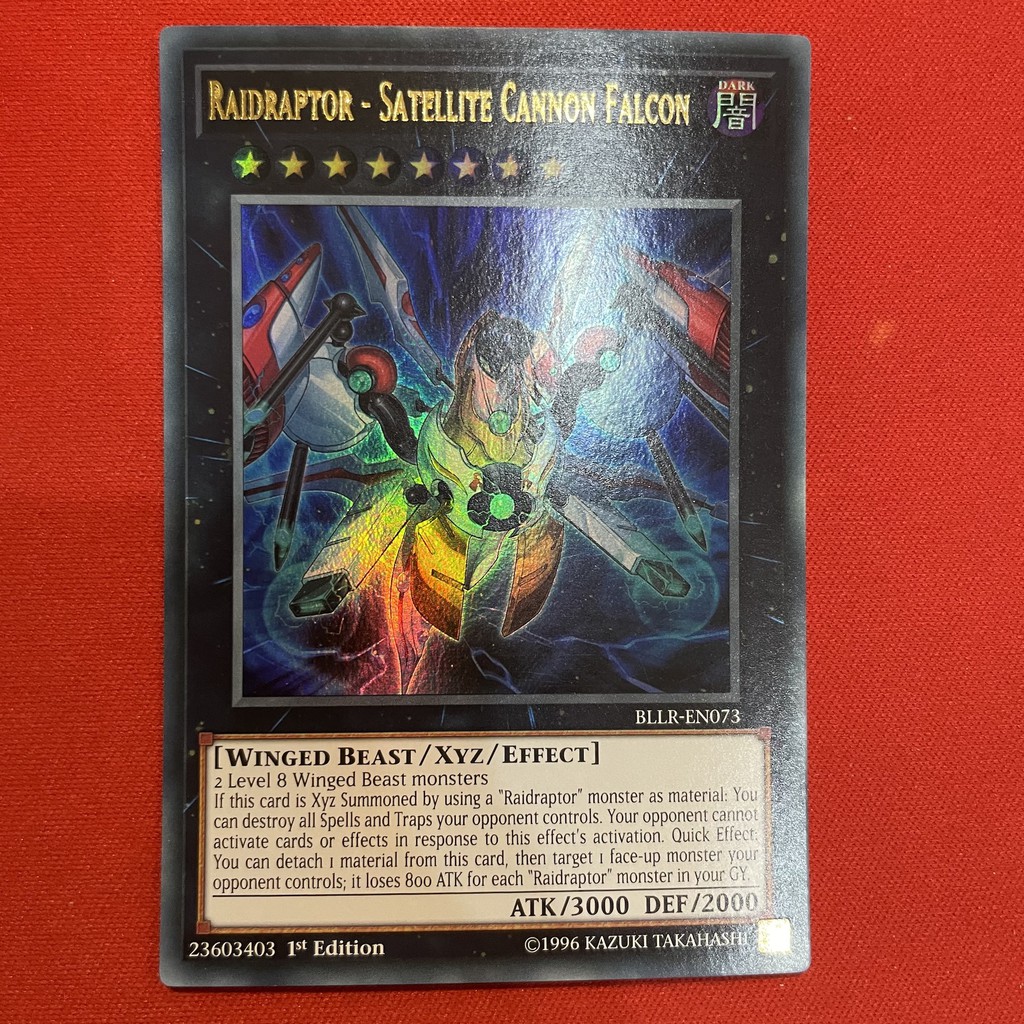 RAIDRAPTOR - SATELLITE CANNON FALCON
DARK
闇
BLLR-EN073
[WINGED BEAST/XYZ/EFFECT]
2 Level 8 Winged Beast monsters
If this card is Xyz Summoned by using a "Raidraptor" monster as material: You
can destroy all Spells and Traps your opponent controls. Your opponent cannot
activate cards or effects in response to this effect's activation. Quick Effect:
You can detach 1 material from this card, then target 1 face-up monster your
opponent controls; it loses 800 ATK for each "Raidraptor" monster in your GY.
ATK/3000 DEF/2000
23603403 1st Edition
©1996 KAZUKI TAKAHASHI